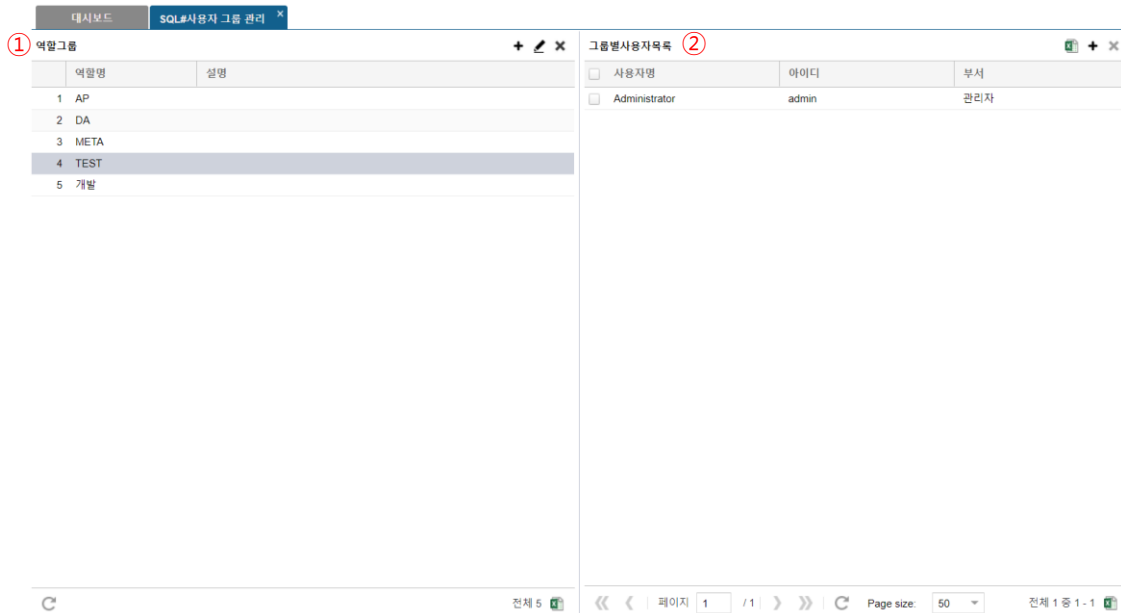 대시보드 SQL#사용자 그룹 관리 ×
① 역할그룹
역할명 설명
1 AP
2 DA
3 META
4 TEST
5 개발
전체 5
그룹별사용자목록 ②
사용자명 아이디 부서
Administrator admin 관리자
페이지 1 / 1 Page size: 50 전체 1 중 1 - 1